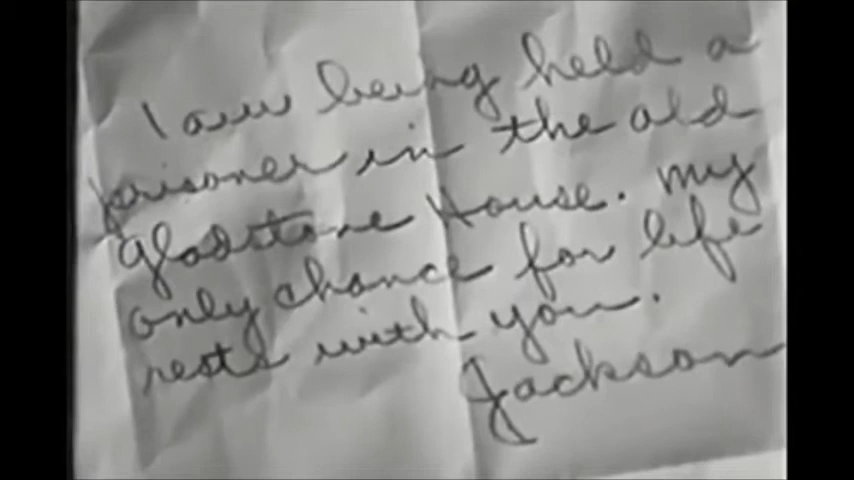 I am being held a
prisoner in the old
Gladstone House. My
only chance for life
rests with you.
Jackson